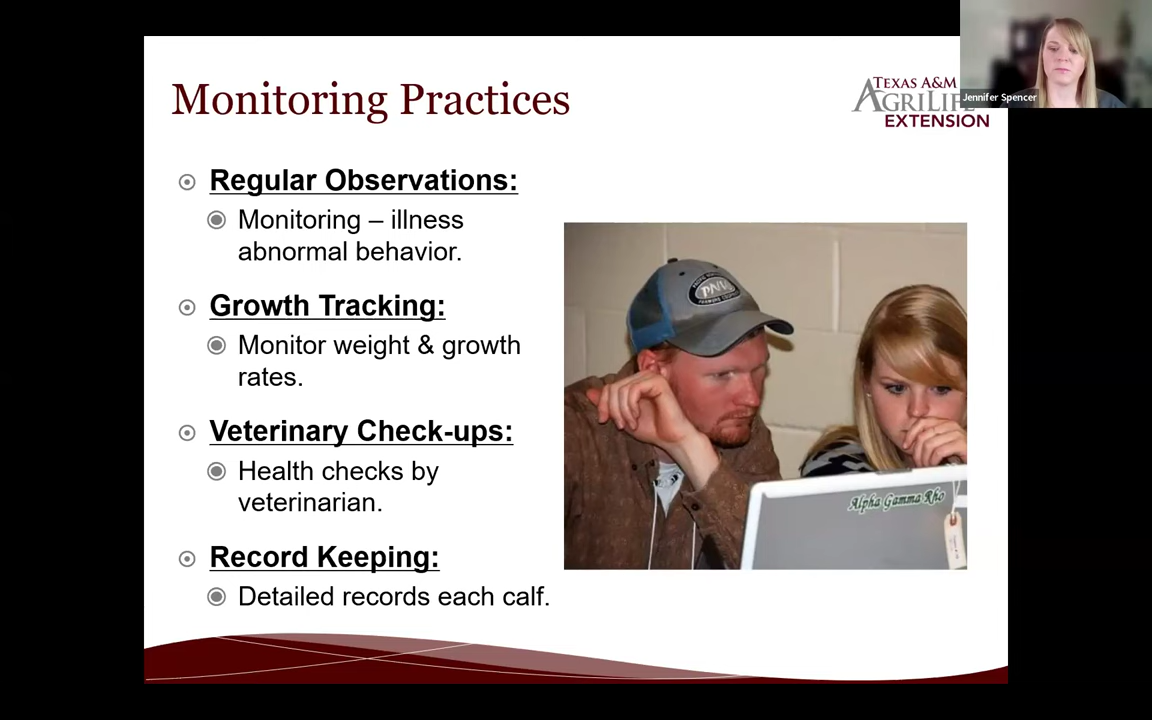 Monitoring Practices
TEXAS A&M
AGRILIFE
EXTENSION
Jennifer Spencer
Regular Observations:
Monitoring – illness
abnormal behavior.
Growth Tracking:
Monitor weight & growth
rates.
Veterinary Check-ups:
Health checks by
veterinarian.
Record Keeping:
Detailed records each calf.
Alpha Gamma Rho